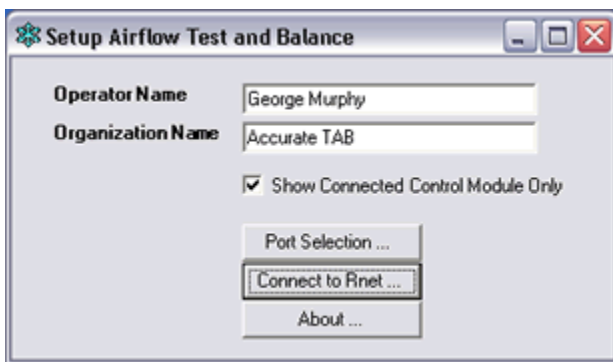 Setup Airflow Test and Balance
Operator Name George Murphy
Organization Name Accurate TAB
Show Connected Control Module Only
Port Selection ...
Connect to Rnet ...
About ...